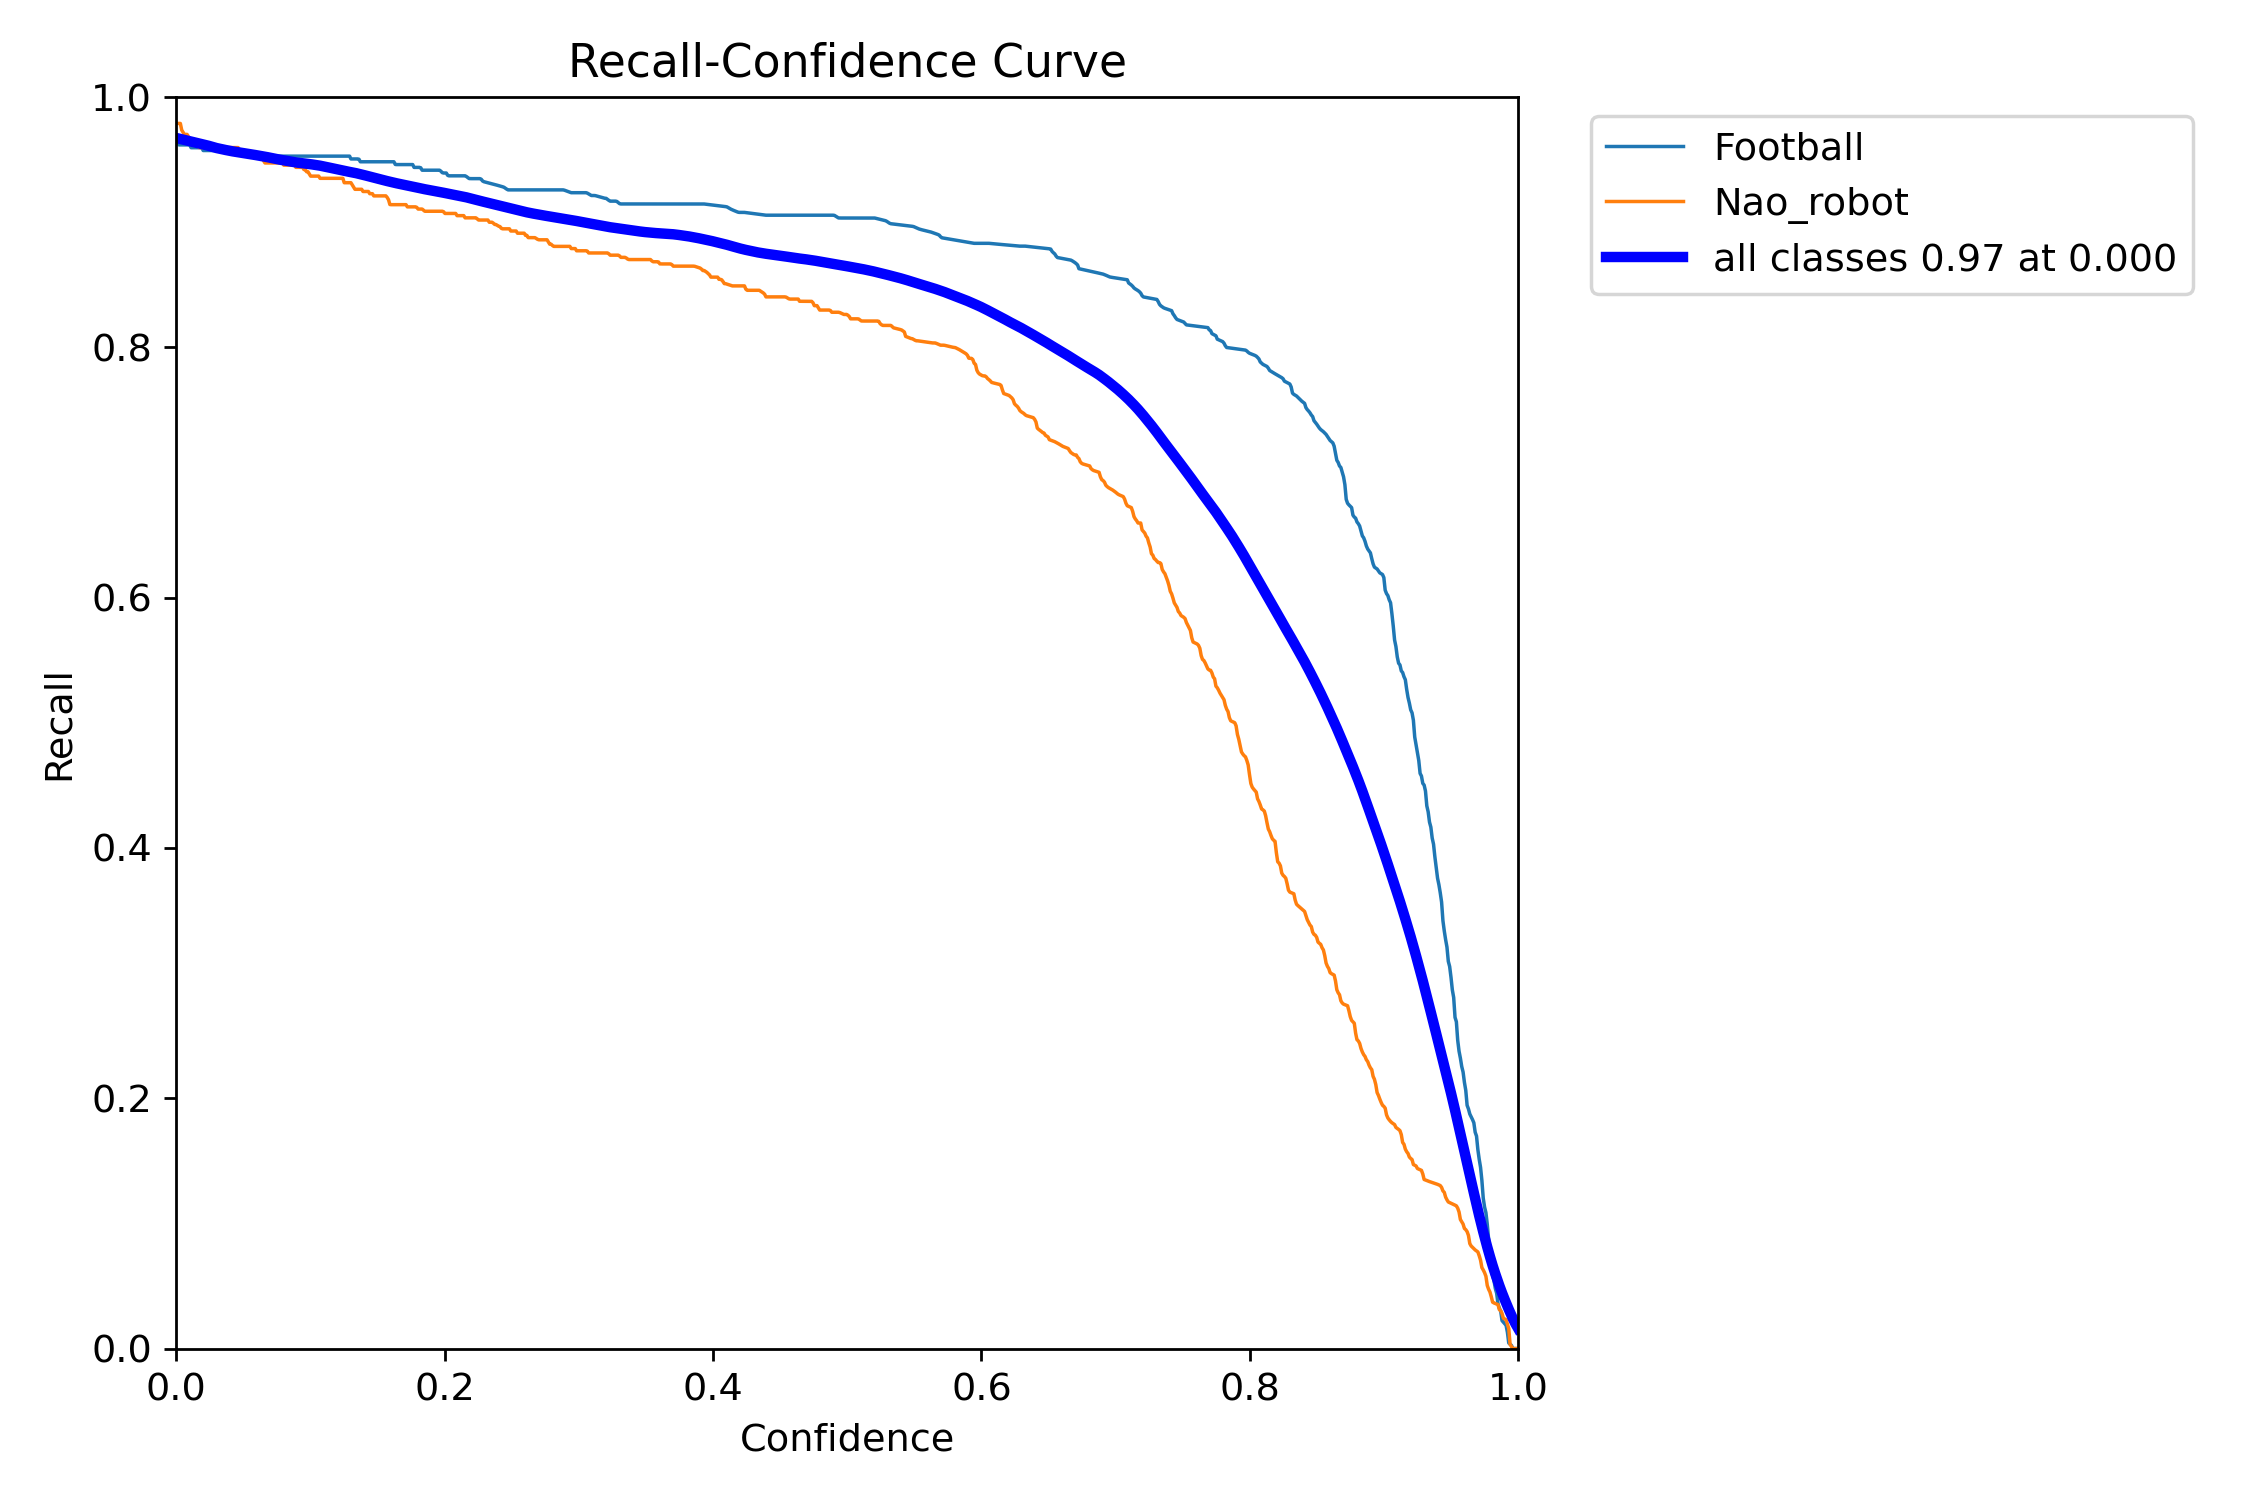 Recall-Confidence Curve
1.0
0.8
0.6
0.4
0.2
0.0
Recall
0.0 0.2 0.4 0.6 0.8 1.0
Confidence
Football
Nao_robot
all classes 0.97 at 0.000